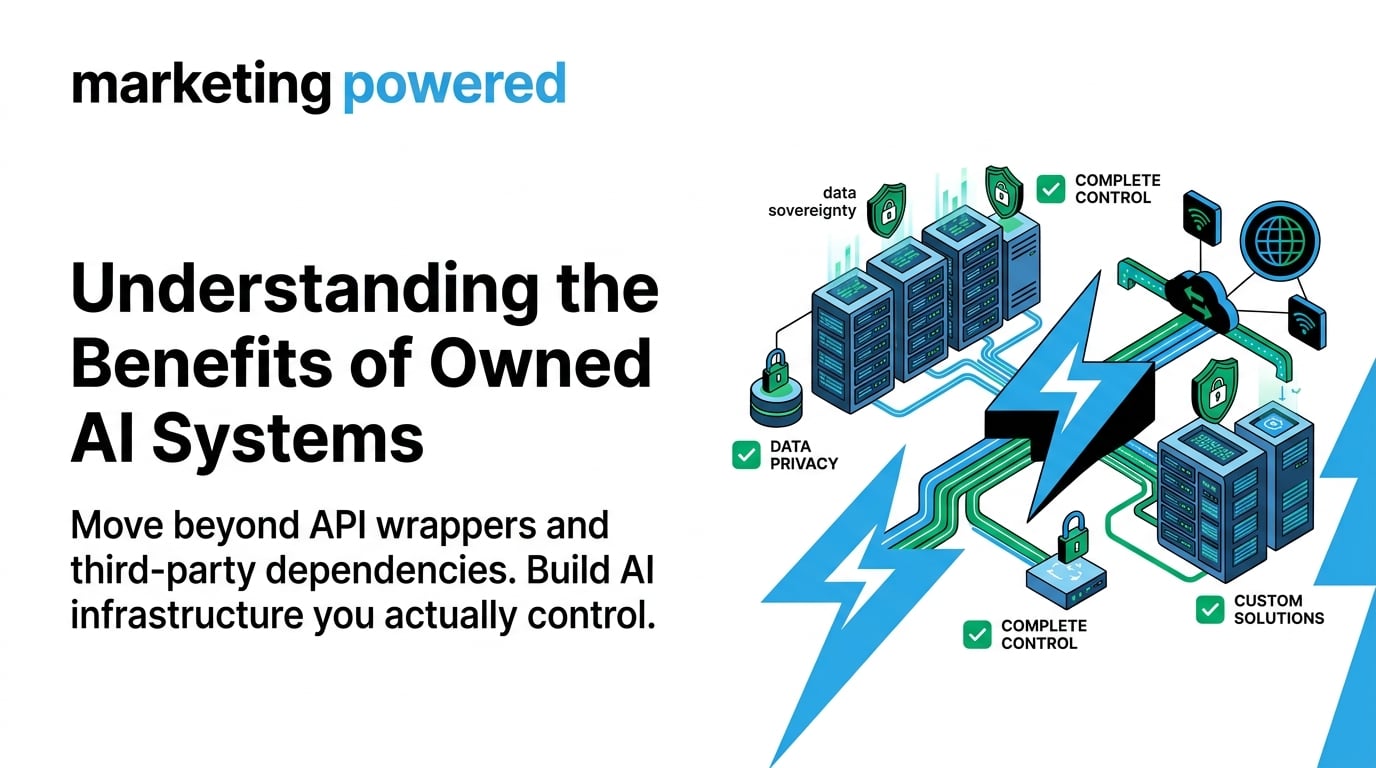 marketing powered
Understanding the
Benefits of Owned
AI Systems
Move beyond API wrappers and
third-party dependencies. Build AI
infrastructure you actually control.
data
sovereignty
COMPLETE
CONTROL
DATA
PRIVACY
COMPLETE
CONTROL
CUSTOM
SOLUTIONS